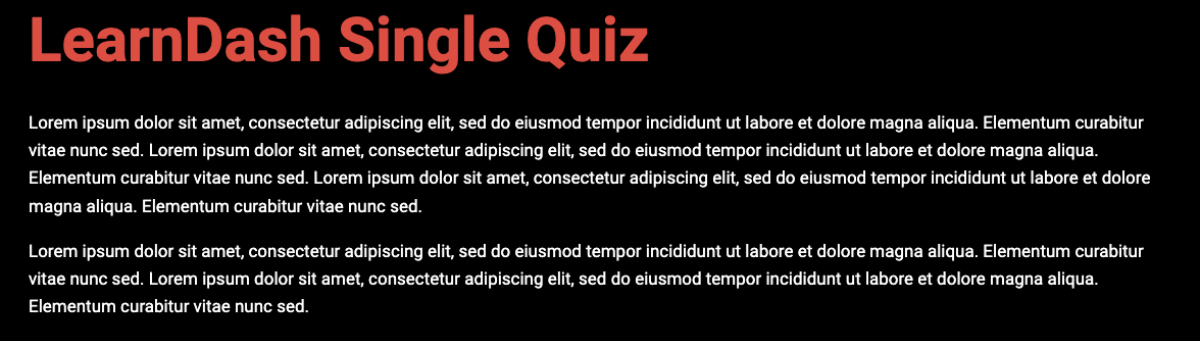 LearnDash Single Quiz
Lorem ipsum dolor sit amet, consectetur adipiscing elit, sed do eiusmod tempor incididunt ut labore et dolore magna aliqua. Elementum curabitur
vitae nunc sed. Lorem ipsum dolor sit amet, consectetur adipiscing elit, sed do eiusmod tempor incididunt ut labore et dolore magna aliqua.
Elementum curabitur vitae nunc sed. Lorem ipsum dolor sit amet, consectetur adipiscing elit, sed do eiusmod tempor incididunt ut labore et dolore
magna aliqua. Elementum curabitur vitae nunc sed.
Lorem ipsum dolor sit amet, consectetur adipiscing elit, sed do eiusmod tempor incididunt ut labore et dolore magna aliqua. Elementum curabitur
vitae nunc sed. Lorem ipsum dolor sit amet, consectetur adipiscing elit, sed do eiusmod tempor incididunt ut labore et dolore magna aliqua.
Elementum curabitur vitae nunc sed.